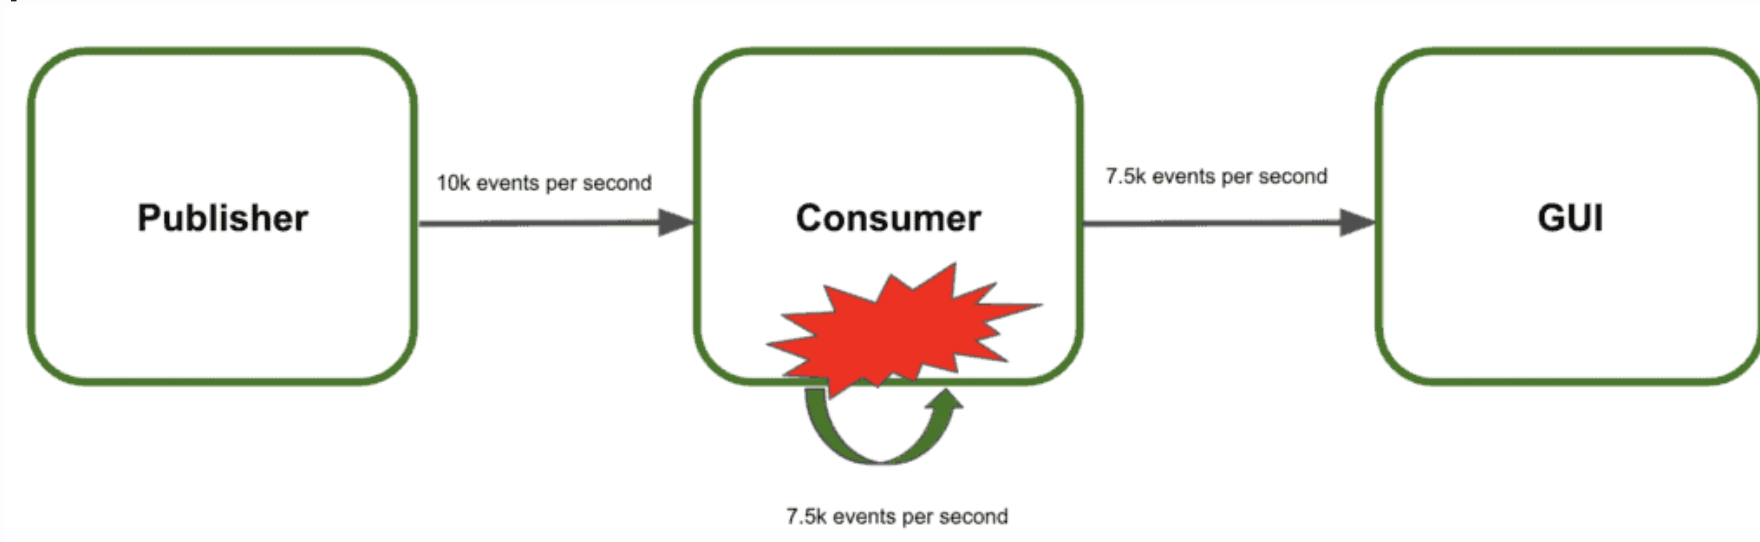 Publisher
10k events per second
Consumer
7.5k events per second
GUI
7.5k events per second